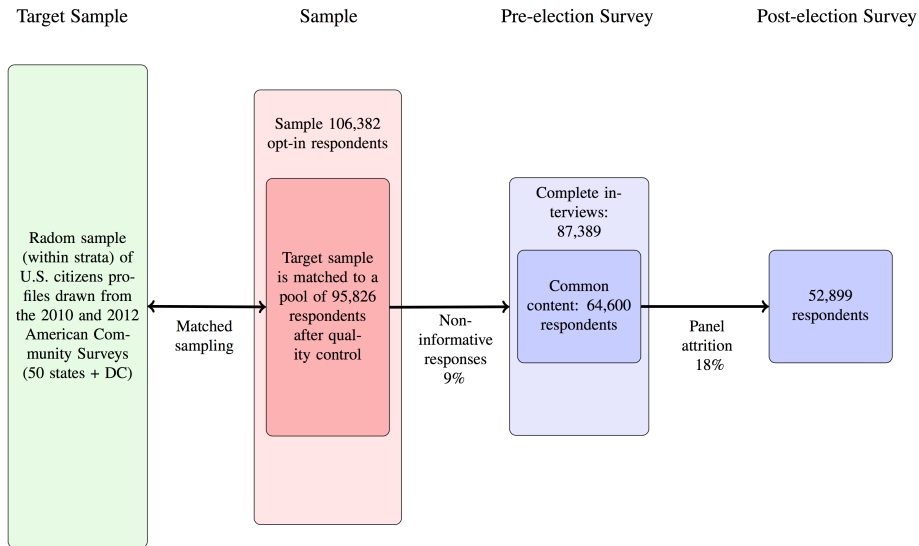 Target Sample
Sample
Pre-election Survey
Post-election Survey
Radom sample
(within strata) of
U.S. citizens pro-
files drawn from
the 2010 and 2012
American Com-
munity Surveys
(50 states + DC)
Matched
sampling
Sample 106,382
opt-in respondents
Target sample
is matched to a
pool of 95,826
respondents
after qual-
ity control
Non-
informative
responses
9%
Complete in-
terviews:
87,389
Common
content: 64,600
respondents
Panel
attrition
18%
52,899
respondents